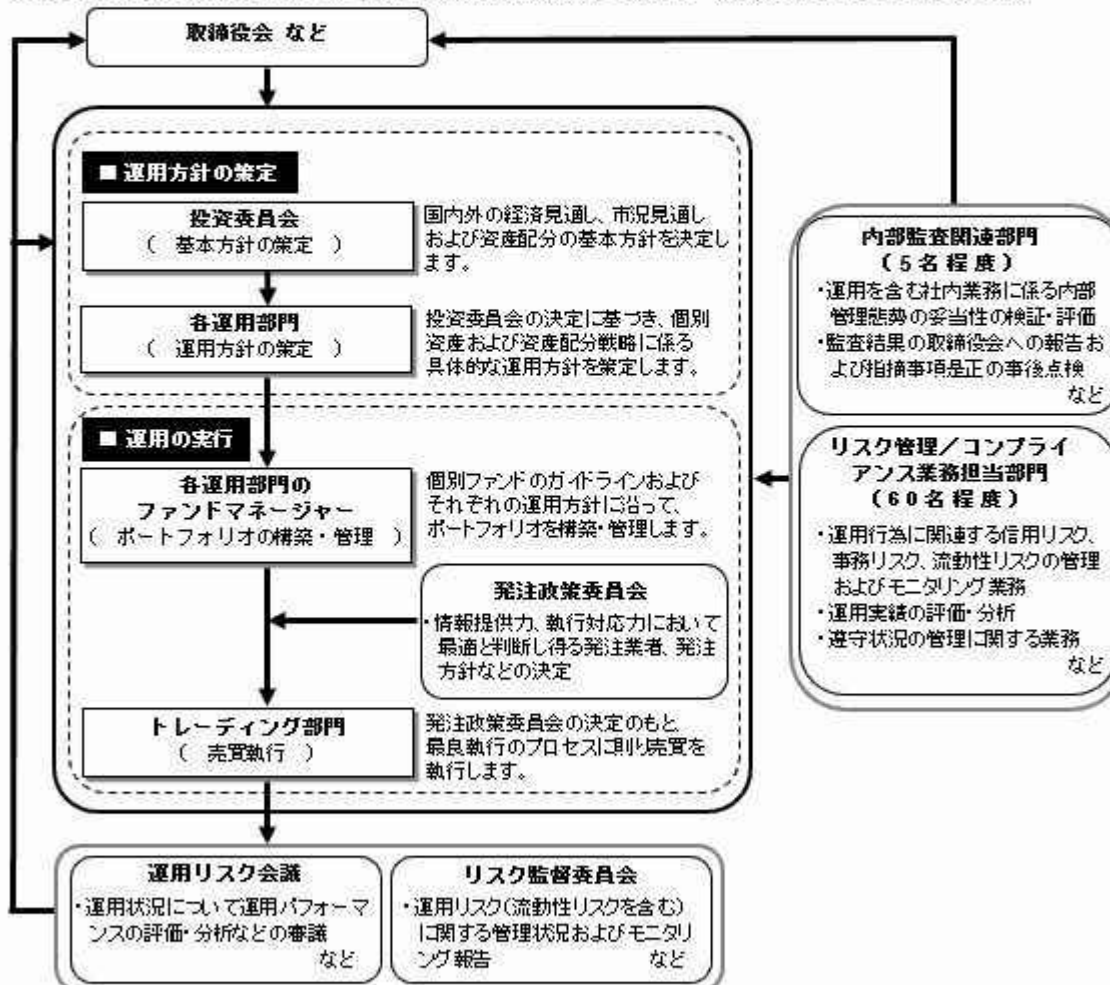 取締役会 など
■ 運用方針の策定
投資委員会
（ 基本方針の策定 ）
国内外の経済見通し、市況見通し
および資産配分の基本方針を決定し
ます。
各運用部門
（ 運用方針の策定 ）
投資委員会の決定に基づき、個別
資産および資産配分戦略に係る
具体的な運用方針を策定します。
■ 運用の実行
各運用部門の
ファンドマネージャー
（ ポートフォリオの構築・管理 ）
個別ファンドのガイドラインおよび
それぞれの運用方針に沿って、
ポートフォリオを構築・管理します。
発注政策委員会
・情報提供力、執行対応力において
最適と判断し得る発注業者、発注
方針などの決定
トレーディング部門
（ 売買執行 ）
発注政策委員会の決定のもと、
最良執行のプロセスに則り売買を
執行します。
内部監査関連部門
（５名程度）
・運用を含む社内業務に係る内部
管理態勢の妥当性の検証・評価
・監査結果の取締役会への報告お
よび指摘事項是正の事後点検
など
リスク管理／コンプライ
アンス業務担当部門
（６０名程度）
・運用行為に関連する信用リスク、
事務リスク、流動性リスクの管理
およびモニタリング業務
・運用実績の評価・分析
・遵守状況の管理に関する業務
など
運用リスク会議
・運用状況について運用パフォーマ
ンスの評価・分析などの審議
など
リスク監督委員会
・運用リスク（流動性リスクを含む）
に関する管理状況およびモニタリ
ング報告 など